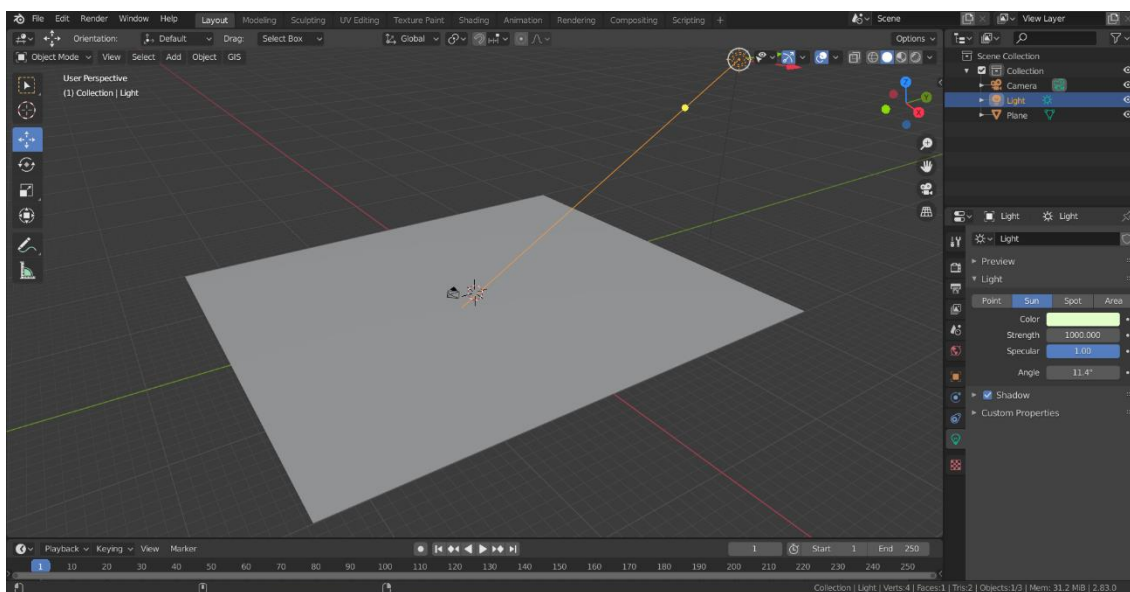 File Edit Render Window Help Layout Modeling Sculpting UV Editing Texture Paint Shading Animation Rendering Compositing Scripting + Scene View Layer
Orientation: Default Drag: Select Box Global Options
Object Mode View Select Add Object GIS
User Perspective
(1) Collection | Light
Z
Y
X
Scene Collection
Collection
Camera
Light
Plane
Light Light
Light
Preview
Light
Point Sun Spot Area
Color
Strength 1000.000
Specular 1.00
Angle 11.4°
Shadow
Custom Properties
Playback Keying View Marker 1 Start 1 End 250
1 10 20 30 40 50 60 70 80 90 100 110 120 130 140 150 160 170 180 190 200 210 220 230 240 250
Collection | Light | Verts:4 | Faces:1 | Tris:2 | Objects:1/3 | Mem: 31.2 MiB | 2.83.0